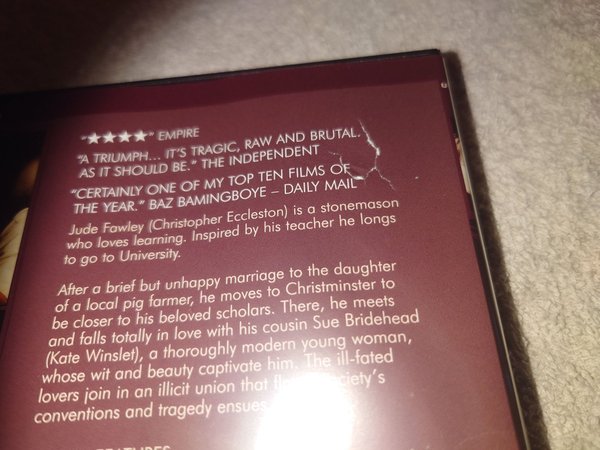 "★★★★" EMPIRE
"A TRIUMPH... IT'S TRAGIC, RAW AND BRUTAL.
AS IT SHOULD BE." THE INDEPENDENT
"CERTAINLY ONE OF MY TOP TEN FILMS OF
THE YEAR." BAZ BAMINGBOYE – DAILY MAIL
Jude Fawley (Christopher Eccleston) is a stonemason
who loves learning. Inspired by his teacher he longs
to go to University.
After a brief but unhappy marriage to the daughter
of a local pig farmer, he moves to Christminster to
be closer to his beloved scholars. There, he meets
and falls totally in love with his cousin Sue Bridehead
(Kate Winslet), a thoroughly modern young woman,
whose wit and beauty captivate him. The ill-fated
lovers join in an illicit union that society's
conventions and tragedy ensues
FEATURES